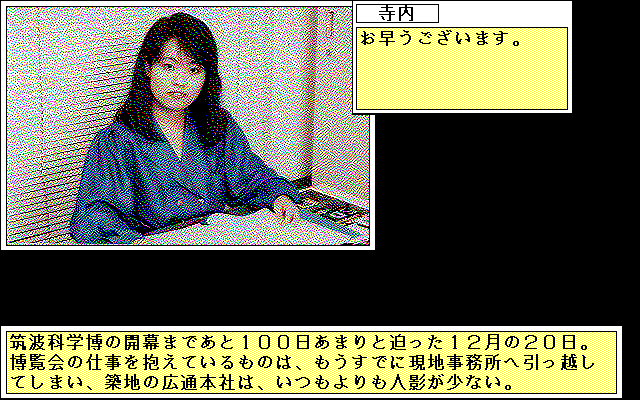 寺内
お早うございます。
筑波科学博の開幕まであと１００日あまりと迫った１２月の２０日。
博覧会の仕事を抱えているものは、もうすでに現地事務所へ引っ越し
てしまい、築地の広通本社は、いつもよりも人影が少ない。